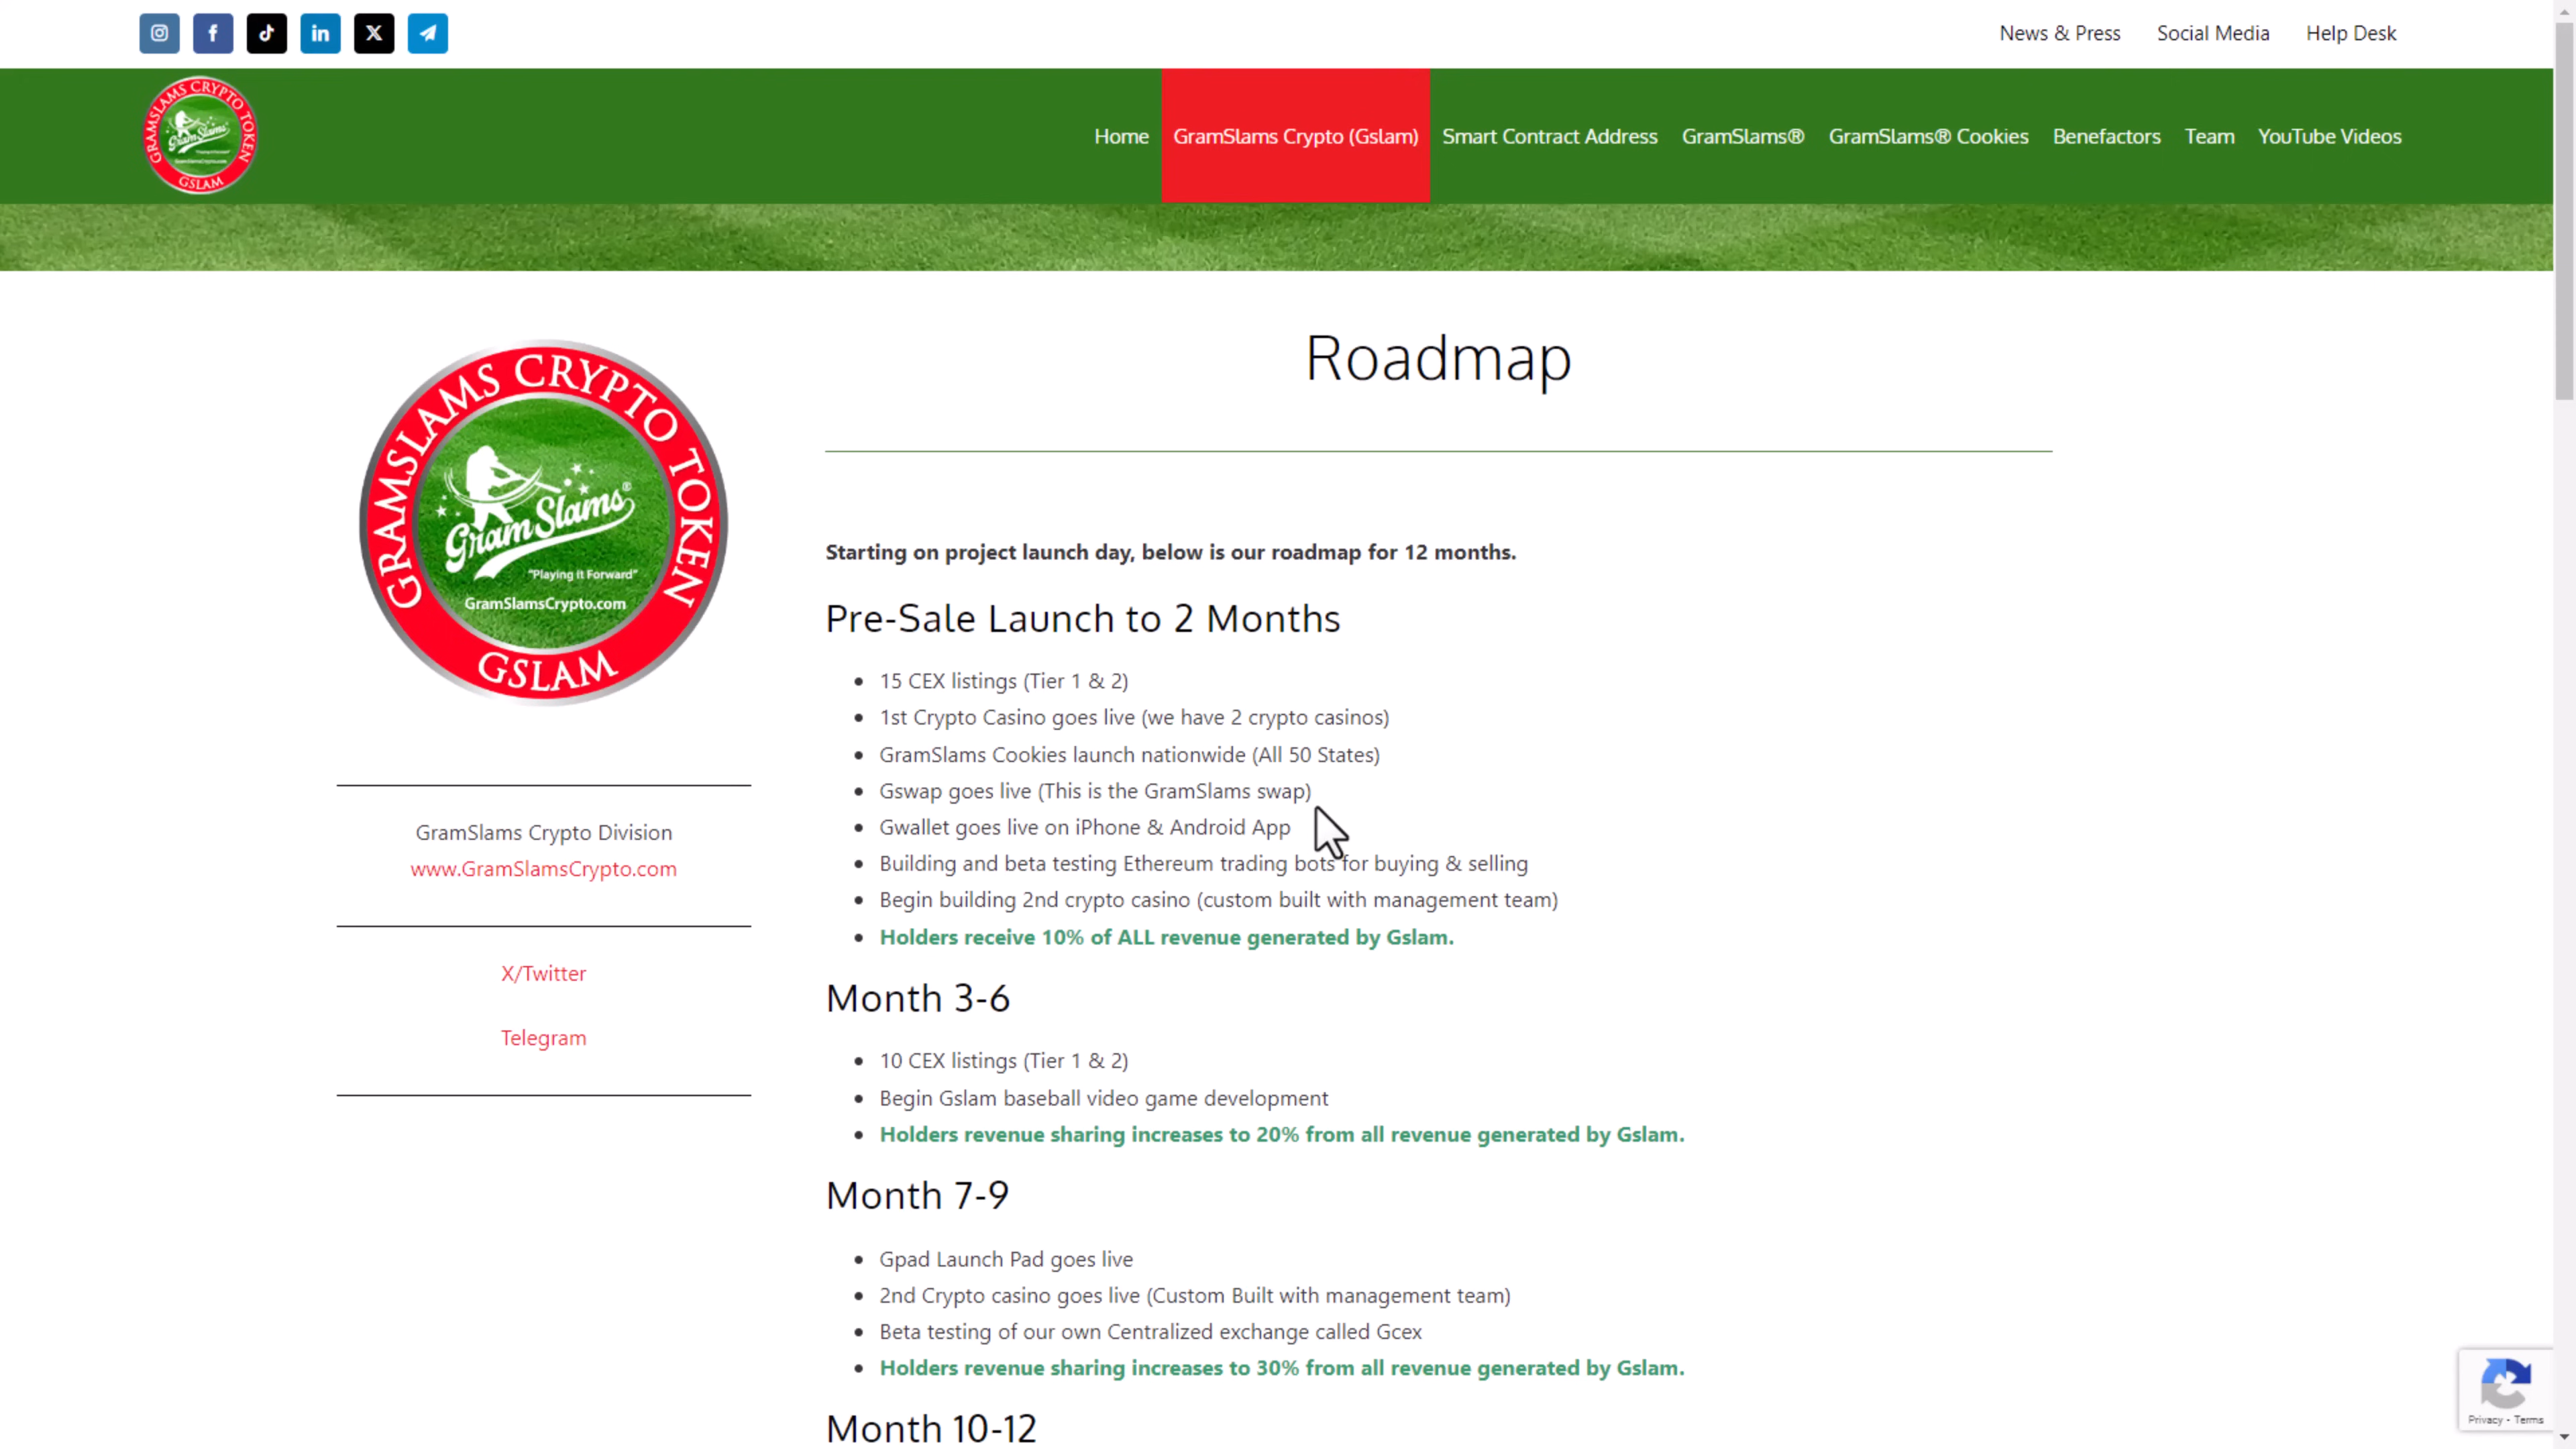 News & Press Social Media Help Desk
GRAMSLAMS CRYPTO TOKEN
GramSlams
GSLAM
Home GramSlams Crypto (Gslam) Smart Contract Address GramSlams® GramSlams® Cookies Benefactors Team YouTube Videos
Roadmap
GRAMSLAMS CRYPTO TOKEN
GramSlams®
"Playing it Forward"
GramSlamsCrypto.com
GSLAM
GramSlams Crypto Division
www.GramSlamsCrypto.com
X/Twitter
Telegram
Starting on project launch day, below is our roadmap for 12 months.
Pre-Sale Launch to 2 Months
15 CEX listings (Tier 1 & 2)
1st Crypto Casino goes live (we have 2 crypto casinos)
GramSlams Cookies launch nationwide (All 50 States)
Gswap goes live (This is the GramSlams swap)
Gwallet goes live on iPhone & Android App
Building and beta testing Ethereum trading bots for buying & selling
Begin building 2nd crypto casino (custom built with management team)
Holders receive 10% of ALL revenue generated by Gslam.
Month 3-6
10 CEX listings (Tier 1 & 2)
Begin Gslam baseball video game development
Holders revenue sharing increases to 20% from all revenue generated by Gslam.
Month 7-9
Gpad Launch Pad goes live
2nd Crypto casino goes live (Custom Built with management team)
Beta testing of our own Centralized exchange called Gcex
Holders revenue sharing increases to 30% from all revenue generated by Gslam.
Month 10-12
Privacy - Terms